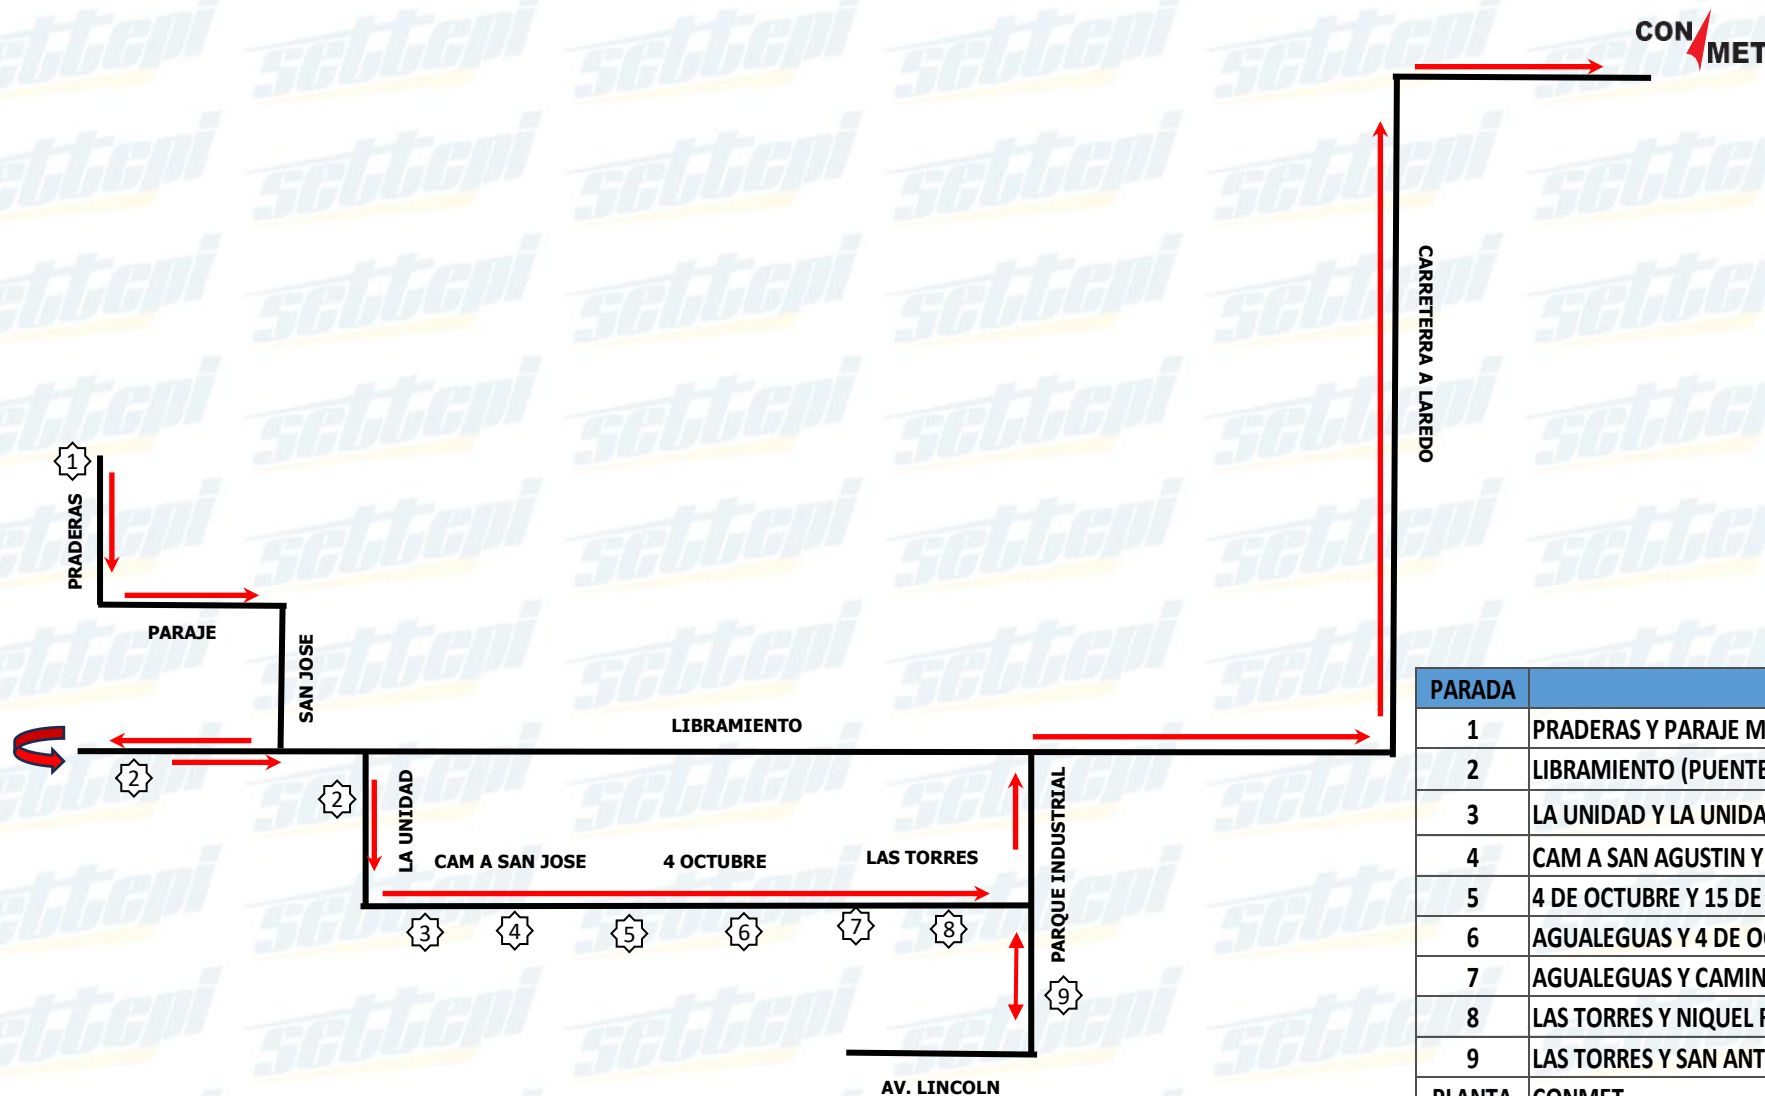 CON MET
CARRETERRA A LAREDO
1
PRADERAS
PARAJE
SAN JOSE
LIBRAMIENTO
2
2
LA UNIDAD
CAM A SAN JOSE
4 OCTUBRE
LAS TORRES
PARQUE INDUSTRIAL
3
4
5
6
7
8
9
AV. LINCOLN
PARADA
1 PRADERAS Y PARAJE M
2 LIBRAMIENTO (PUENTE
3 LA UNIDAD Y LA UNIDA
4 CAM A SAN AGUSTIN Y
5 4 DE OCTUBRE Y 15 DE
6 AGUALEGUAS Y 4 DE O
7 AGUALEGUAS Y CAMIN
8 LAS TORRES Y NIQUEL
9 LAS TORRES Y SAN ANT
PLANTA CONMET
settepi